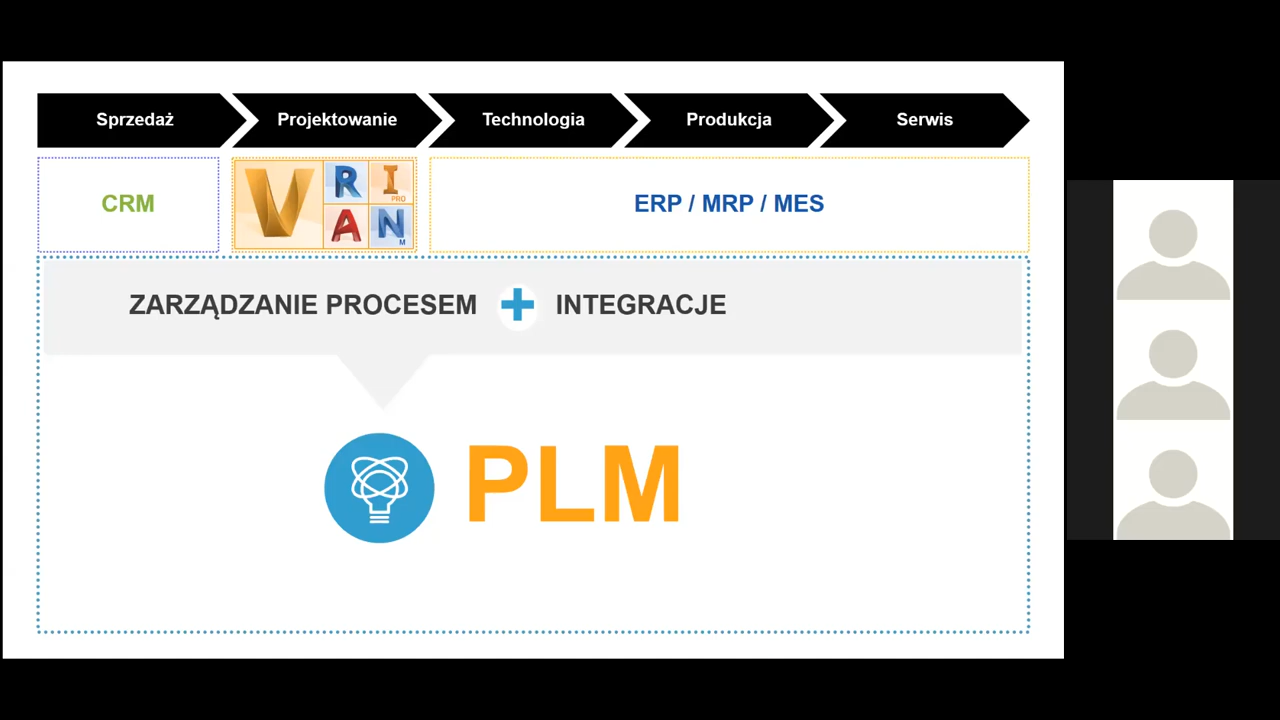 Sprzedaż Projektowanie Technologia Produkcja Serwis
CRM
V R I PRO
A N M
ERP / MRP / MES
ZARZĄDZANIE PROCESEM + INTEGRACJE
PLM